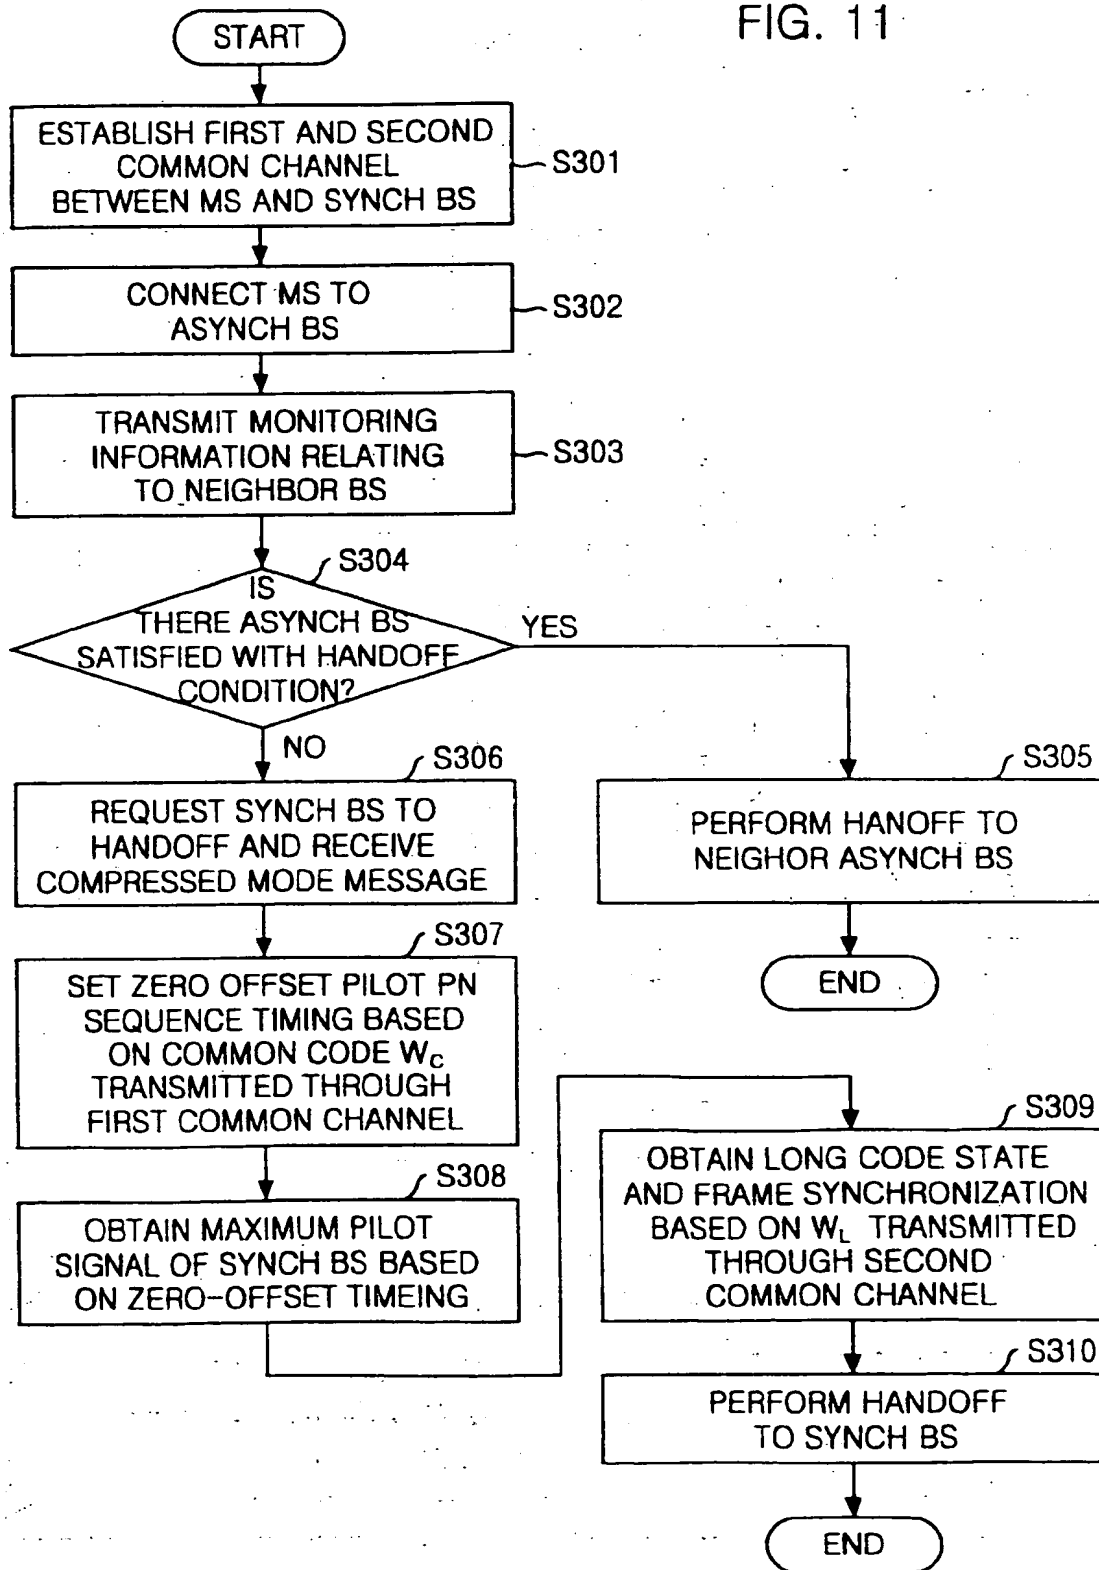 FIG. 11
START
ESTABLISH FIRST AND SECOND
COMMON CHANNEL
BETWEEN MS AND SYNCH BS
S301
CONNECT MS TO
ASYNCH BS
S302
TRANSMIT MONITORING
INFORMATION RELATING
TO NEIGHBOR BS
S303
S304
IS
THERE ASYNCH BS
SATISFIED WITH HANDOFF
CONDITION?
YES
NO
S305
PERFORM HANOFF TO
NEIGHOR ASYNCH BS
END
S306
REQUEST SYNCH BS TO
HANDOFF AND RECEIVE
COMPRESSED MODE MESSAGE
S307
SET ZERO OFFSET PILOT PN
SEQUENCE TIMING BASED
ON COMMON CODE WC
TRANSMITTED THROUGH
FIRST COMMON CHANNEL
S308
OBTAIN MAXIMUM PILOT
SIGNAL OF SYNCH BS BASED
ON ZERO-OFFSET TIMEING
S309
OBTAIN LONG CODE STATE
AND FRAME SYNCHRONIZATION
BASED ON WL TRANSMITTED
THROUGH SECOND
COMMON CHANNEL
S310
PERFORM HANDOFF
TO SYNCH BS
END